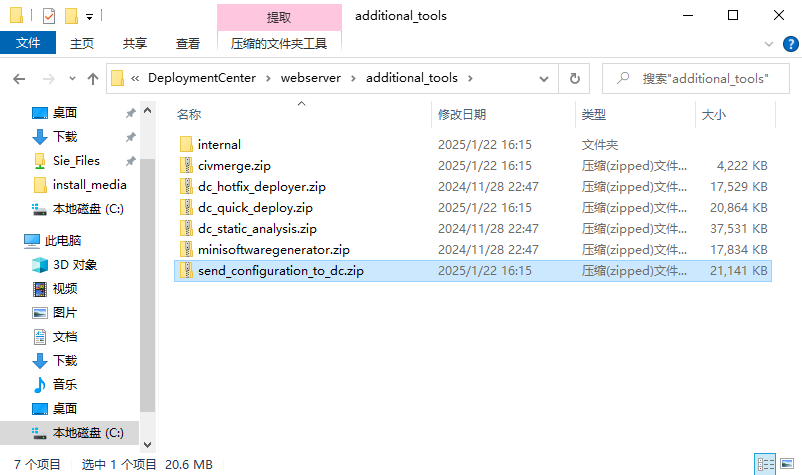 提取
additional_tools
文件
主页
共享
查看
压缩的文件夹工具
« DeploymentCenter > webserver > additional_tools >
搜索"additional_tools"
桌面
下载
Sie_Files
install_media
本地磁盘 (C:)
此电脑
3D 对象
视频
图片
文档
下载
音乐
桌面
本地磁盘 (C:)
名称 修改日期 类型 大小
internal 2025/1/22 16:15 文件夹
civmerge.zip 2025/1/22 16:15 压缩(zipped)文件... 4,222 KB
dc_hotfix_deployer.zip 2024/11/28 22:47 压缩(zipped)文件... 17,529 KB
dc_quick_deploy.zip 2025/1/22 16:15 压缩(zipped)文件... 20,864 KB
dc_static_analysis.zip 2024/11/28 22:47 压缩(zipped)文件... 37,531 KB
minisoftwaregenerator.zip 2024/11/28 22:47 压缩(zipped)文件... 17,834 KB
send_configuration_to_dc.zip 2025/1/22 16:15 压缩(zipped)文件... 21,141 KB
7 个项目 选中 1 个项目 20.6 MB